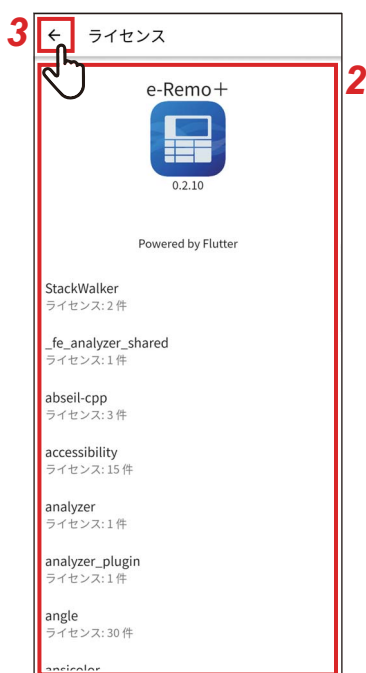 3
← ライセンス
2
e-Remo＋
0.2.10
Powered by Flutter
StackWalker
ライセンス: 2 件
_fe_analyzer_shared
ライセンス: 1 件
abseil-cpp
ライセンス: 3 件
accessibility
ライセンス: 15 件
analyzer
ライセンス: 1 件
analyzer_plugin
ライセンス: 1 件
angle
ライセンス: 30 件
ansicolor